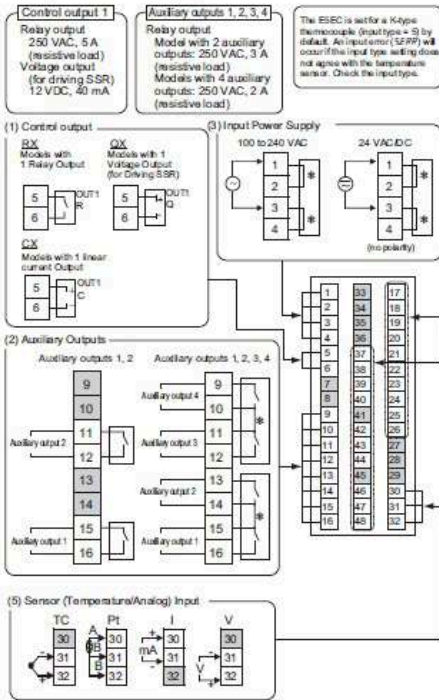 Control output 1
Relay output
250 VAC, 5 A
(resistive load)
Voltage output
(for driving SSR)
12 VDC, 40 mA
Auxiliary outputs 1, 2, 3, 4
Relay output
Model with 2 auxiliary
outputs: 250 VAC, 3 A
(resistive load)
Models with 4 auxiliary
outputs: 250 VAC, 2 A
(resistive load)
The E5EC is set for a K-type
thermocouple (input type = 5) by
default. An input error (S.ERR) will
occur if the input type setting does
not agree with the temperature
sensor. Check the input type.
(1) Control output
RX
Models with
1 Relay Output
5
6
OUT1
R
QX
Models with 1
Voltage Output
(for Driving SSR)
5
6
+
-
OUT1
Q
CX
Models with 1 linear
current Output
5
6
+
-
OUT1
C
(3) Input Power Supply
100 to 240 VAC
1
2
3
4
*
*
24 VAC/DC
1
2
3
4
*
*
(no polarity)
(2) Auxiliary Outputs
Auxiliary outputs 1, 2
9
10
11
12
13
14
15
16
Auxiliary output 2
Auxiliary output 1
Auxiliary outputs 1, 2, 3, 4
9
10
11
12
13
14
15
16
Auxiliary output 4
Auxiliary output 3
Auxiliary output 2
Auxiliary output 1
*
*
1 33 17
2 34 18
3 35 19
4 36 20
5 37 21
6 38 22
7 39 23
8 40 24
9 41 25
10 42 26
11 43 27
12 44 28
13 45 29
14 46 30
15 47 31
16 48 32
(5) Sensor (Temperature/Analog) Input
TC
30
31
32
-
+
Pt
A
B
B
30
31
32
I
+
mA
-
30
31
32
V
-
V
+
30
31
32